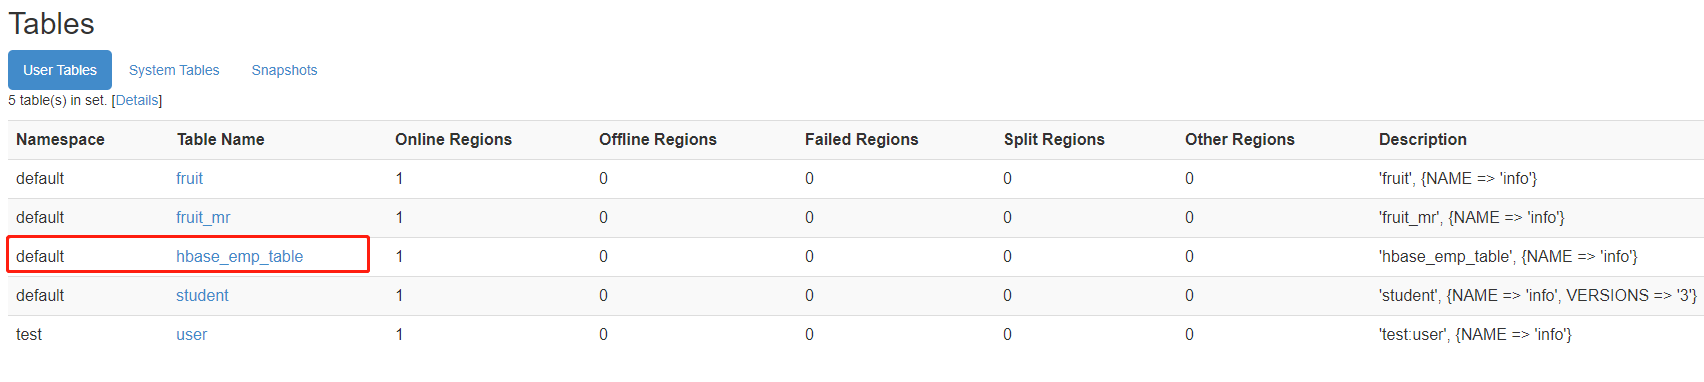 Tables
User Tables System Tables Snapshots
5 table(s) in set. [Details]
Namespace Table Name Online Regions Offline Regions Failed Regions Split Regions Other Regions Description
default fruit 1 0 0 0 0 'fruit', {NAME => 'info'}
default fruit_mr 1 0 0 0 0 'fruit_mr', {NAME => 'info'}
default hbase_emp_table 1 0 0 0 0 'hbase_emp_table', {NAME => 'info'}
default student 1 0 0 0 0 'student', {NAME => 'info', VERSIONS => '3'}
test user 1 0 0 0 0 'test:user', {NAME => 'info'}